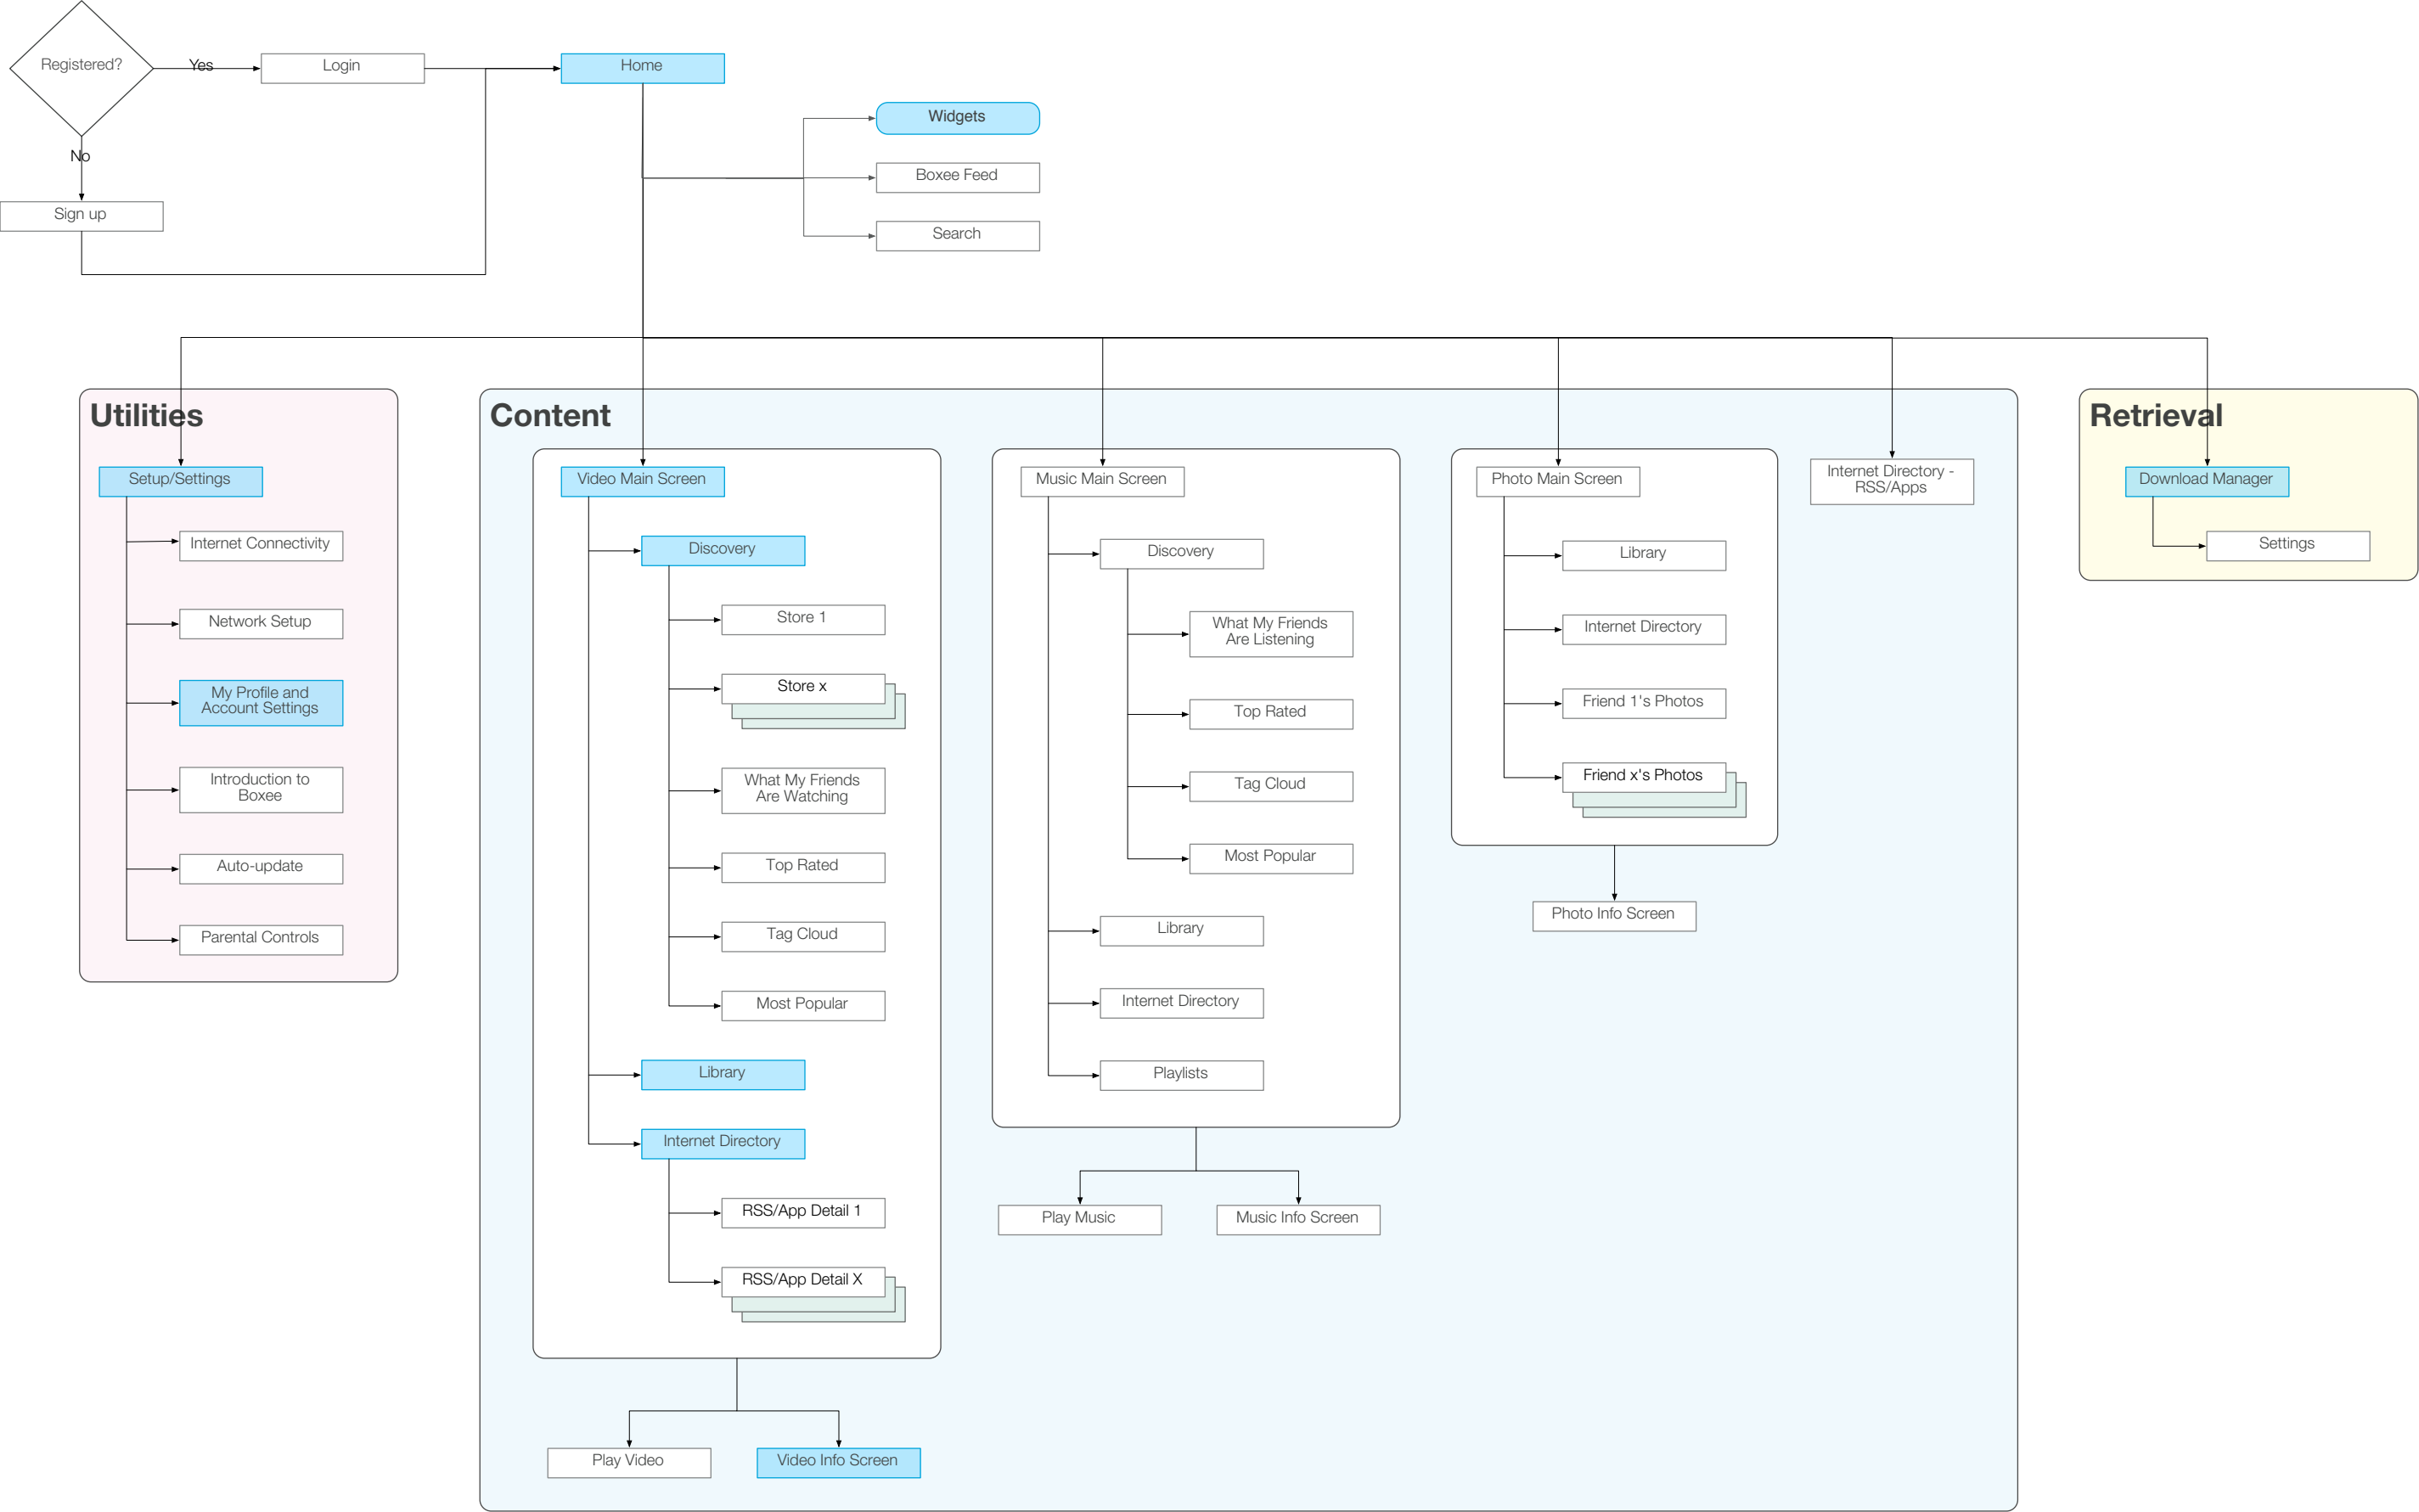 Registered?
Yes
Login
Home
No
Sign up
Widgets
Boxee Feed
Search
Utilities
Setup/Settings
Internet Connectivity
Network Setup
My Profile and
Account Settings
Introduction to
Boxee
Auto-update
Parental Controls
Content
Video Main Screen
Discovery
Store 1
Store x
What My Friends
Are Watching
Top Rated
Tag Cloud
Most Popular
Library
Internet Directory
RSS/App Detail 1
RSS/App Detail X
Play Video
Video Info Screen
Music Main Screen
Discovery
What My Friends
Are Listening
Top Rated
Tag Cloud
Most Popular
Library
Internet Directory
Playlists
Play Music
Music Info Screen
Photo Main Screen
Library
Internet Directory
Friend 1's Photos
Friend x's Photos
Photo Info Screen
Internet Directory -
RSS/Apps
Retrieval
Download Manager
Settings